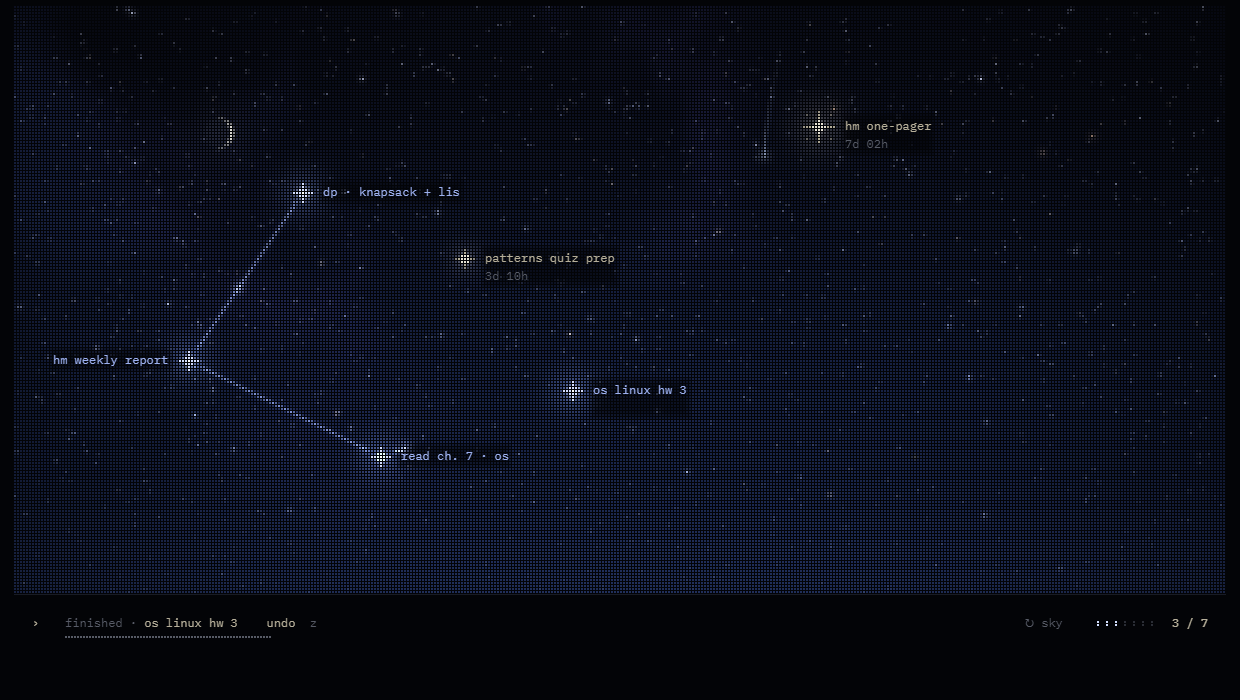 hm one-pager
7d 02h
dp · knapsack + lis
patterns quiz prep
3d 10h
hm weekly report
os linux hw 3
read ch. 7 · os
› finished · os linux hw 3 undo z
↻ sky 3 / 7